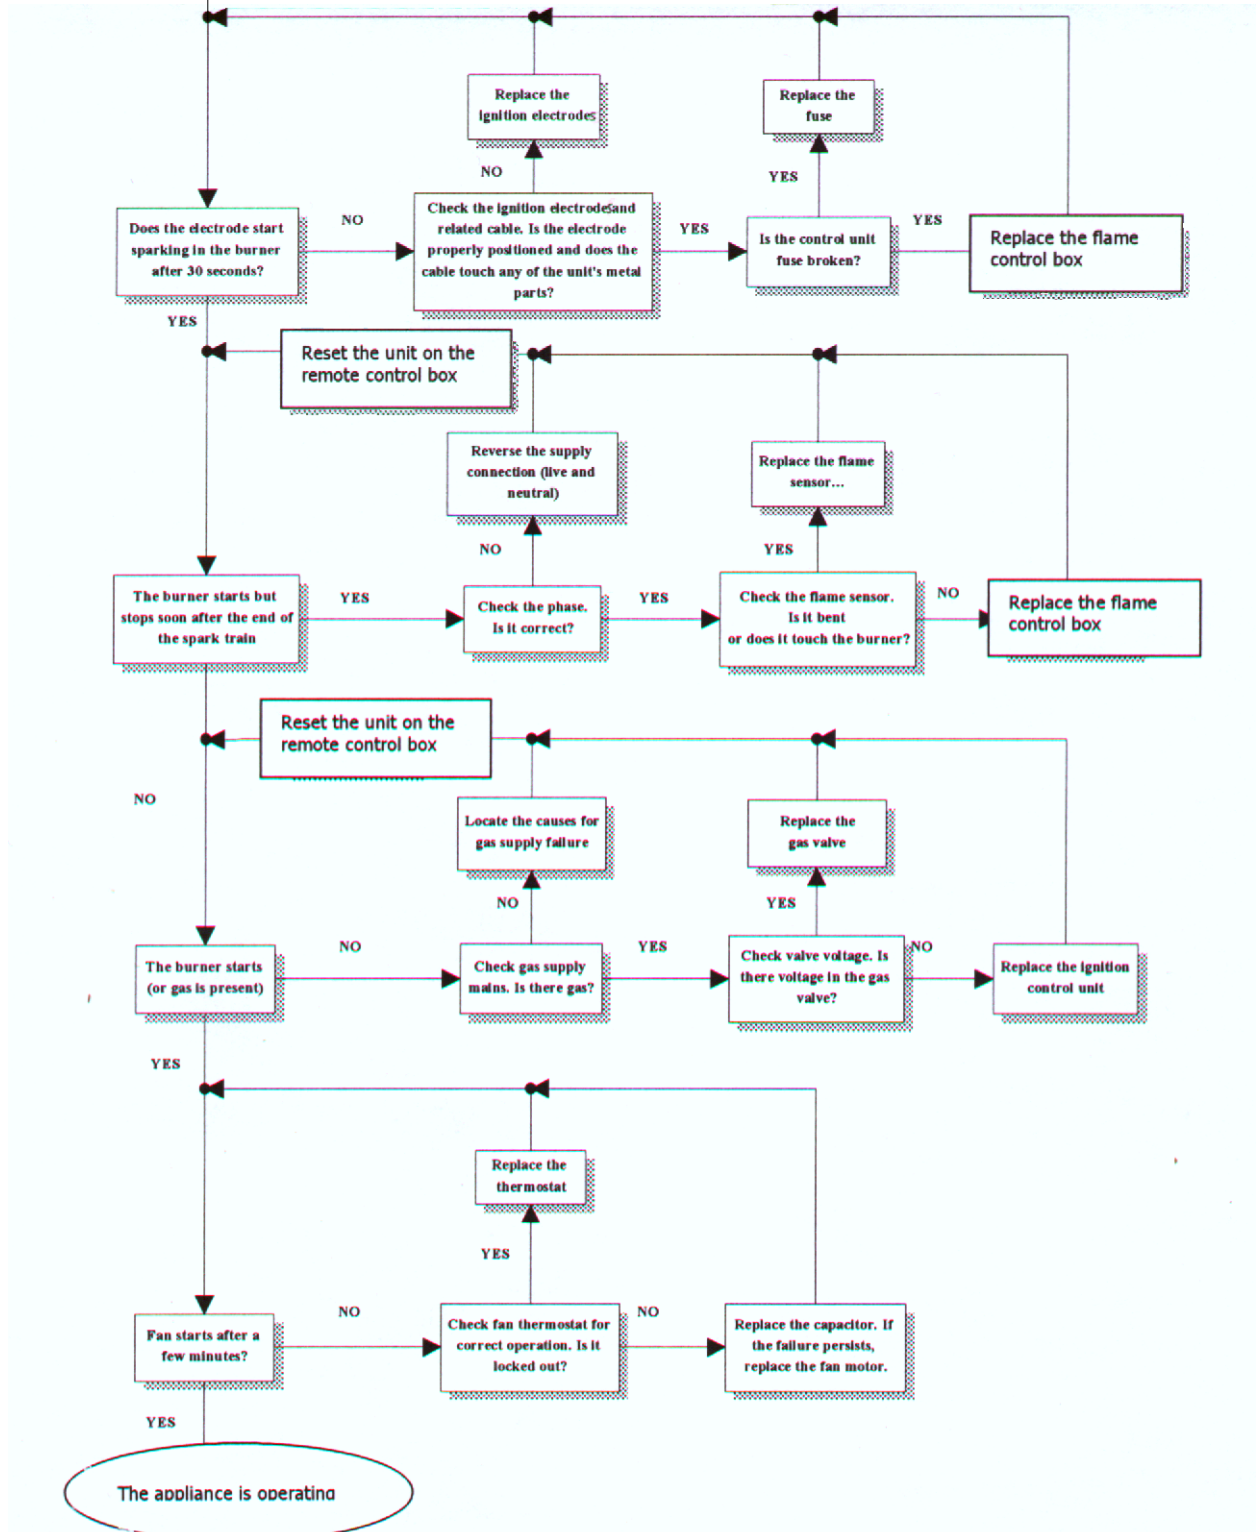 Replace the
ignition electrodes
Replace the
fuse
NO
YES
Does the electrode start
sparking in the burner
after 30 seconds?
NO
Check the ignition electrode and
related cable. Is the electrode
properly positioned and does the
cable touch any of the unit's metal
parts?
YES
Is the control unit
fuse broken?
YES
Replace the flame
control box
YES
Reset the unit on the
remote control box
Reverse the supply
connection (live and
neutral)
Replace the flame
sensor...
NO
YES
The burner starts but
stops soon after the end of
the spark train
YES
Check the phase.
Is it correct?
YES
Check the flame sensor.
Is it bent
or does it touch the burner?
NO
Replace the flame
control box
Reset the unit on the
remote control box
NO
Locate the causes for
gas supply failure
Replace the
gas valve
NO
YES
The burner starts
(or gas is present)
NO
Check gas supply
mains. Is there gas?
YES
Check valve voltage. Is
there voltage in the gas
valve?
NO
Replace the ignition
control unit
YES
Replace the
thermostat
YES
Fan starts after a
few minutes?
NO
Check fan thermostat for
correct operation. Is it
locked out?
NO
Replace the capacitor. If
the failure persists,
replace the fan motor.
YES
The appliance is operating